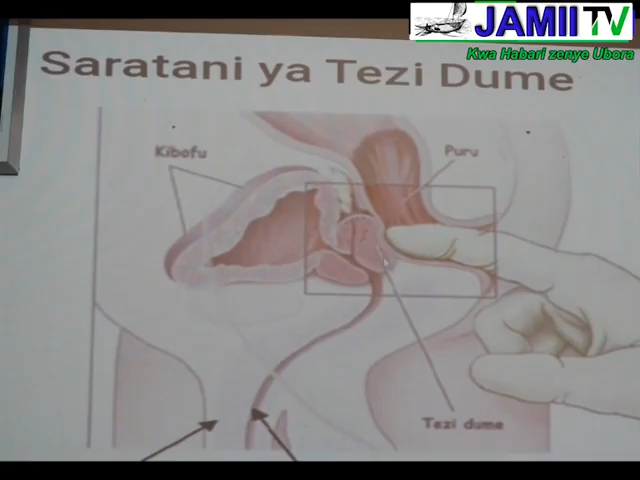 JAMII TV
Kwa Habari zenye Ubora
Saratani ya Tezi Dume
Kibofu
Puru
Tezi dume